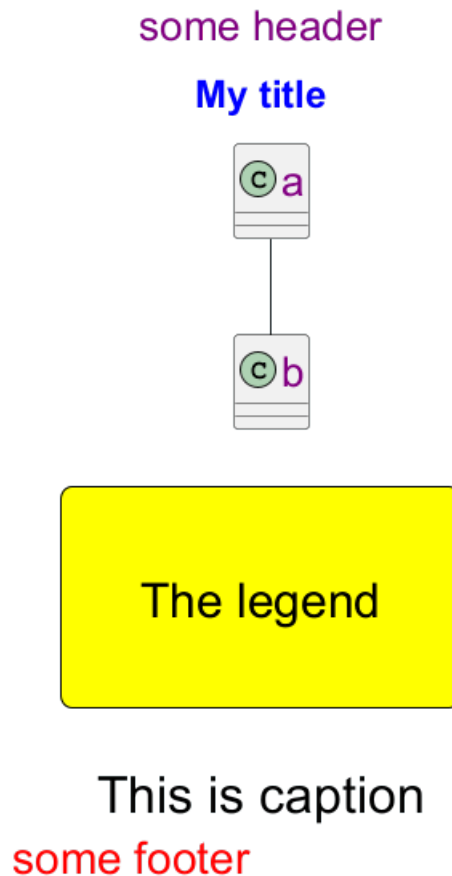 some header
My title
C a
C b
The legend
This is caption
some footer